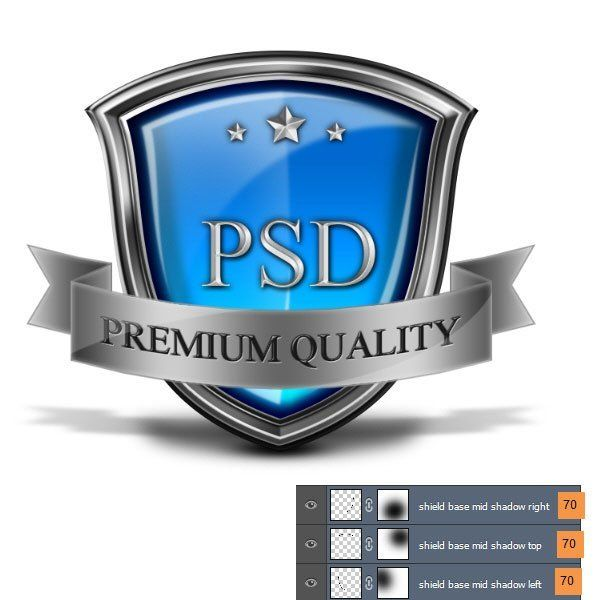 PSD
PREMIUM QUALITY
shield base mid shadow right 70
shield base mid shadow top 70
shield base mid shadow left 70